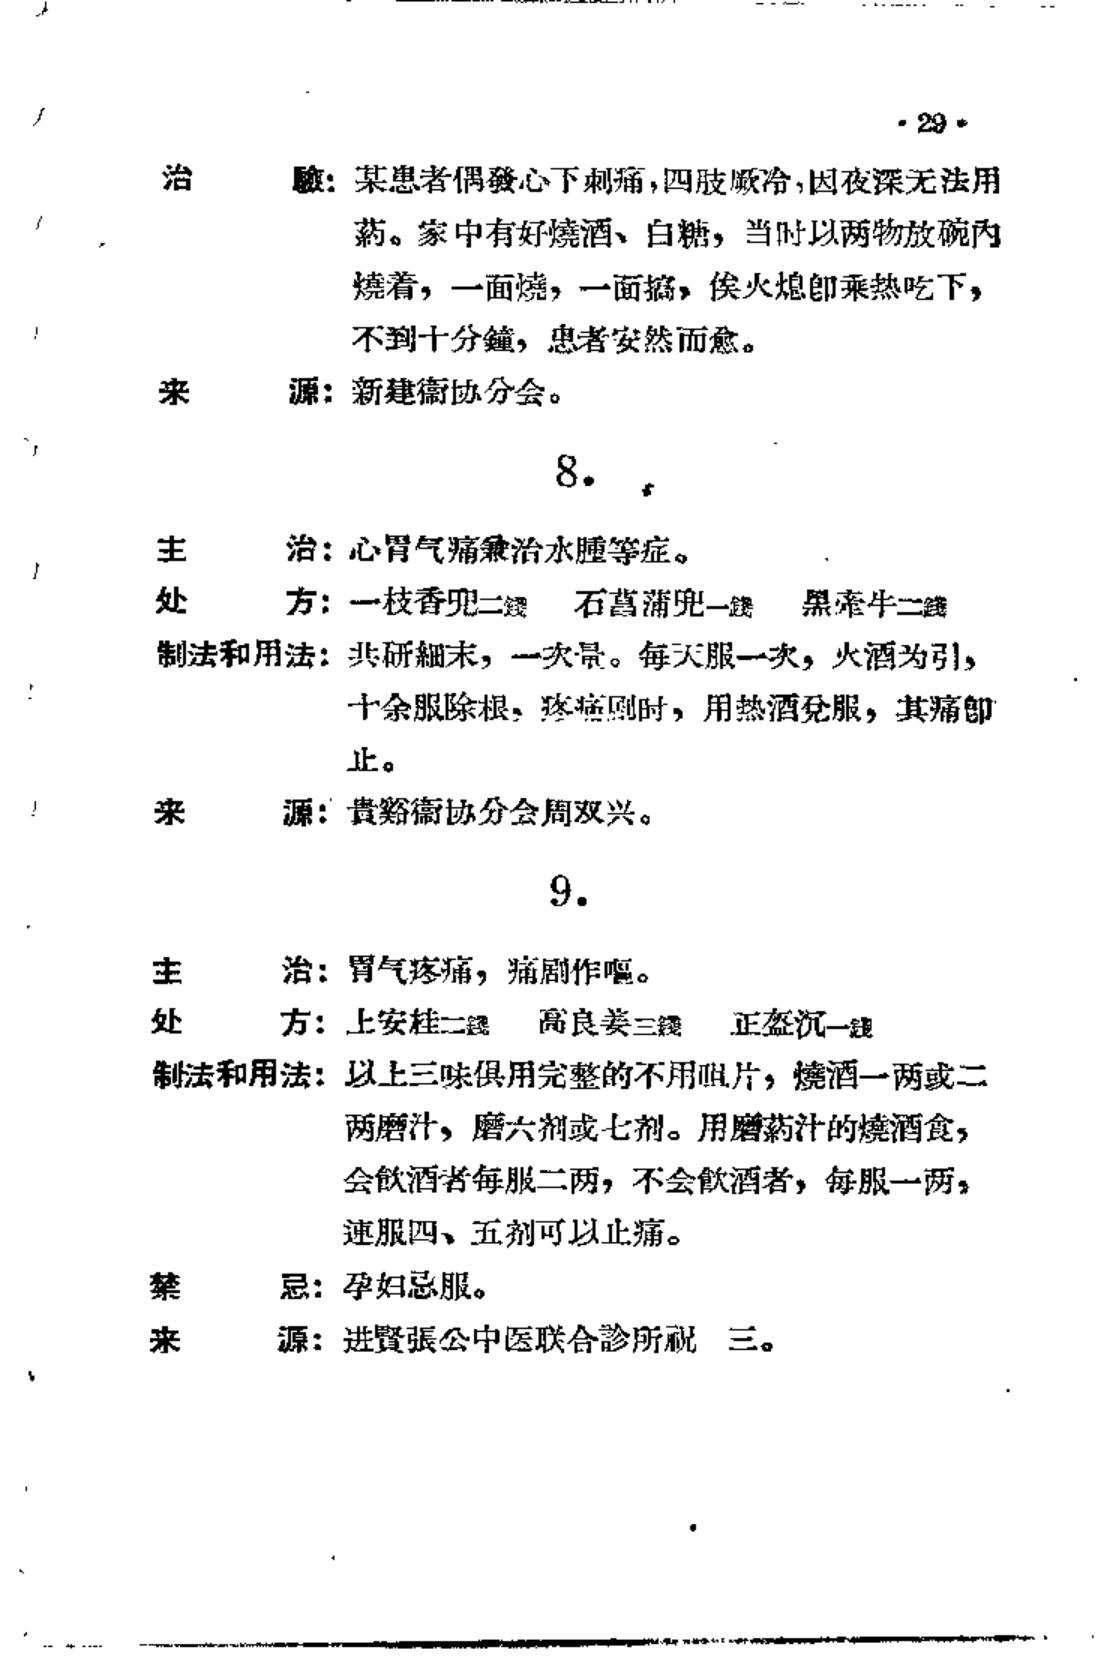 ·29·
治　　　驗：某患者偶發心下刺痛，四肢厥冷，因夜深无法用
葯。家中有好燒酒、白糖，当时以两物放碗內
燒着，一面燒，一面搞，俟火熄卽乘热吃下，
不到十分鐘，患者安然而愈。
来　　　源：新建衞协分会。
8.
主　　　治：心胃气痛兼治水腫等症。
处　　　方：一枝香兜二錢　石菖蒲兜一錢　黑牽牛二錢
制法和用法：共研細末，一次量。每天服一次，火酒为引，
十余服除根，疼痛剧时，用热酒兌服，其痛卽
止。
来　　　源：貴谿衞协分会周双兴。
9.
主　　　治：胃气疼痛，痛剧作嘔。
处　　　方：上安桂二錢　高良姜三錢　正盔沉一錢
制法和用法：以上三味俱用完整的不用咀片，燒酒一两或二
两磨汁，磨六剂或七剂。用磨葯汁的燒酒食，
会飲酒者每服二两，不会飲酒者，每服一两，
連服四、五剂可以止痛。
禁　　　忌：孕妇忌服。
来　　　源：进賢張公中医联合診所祝　三。